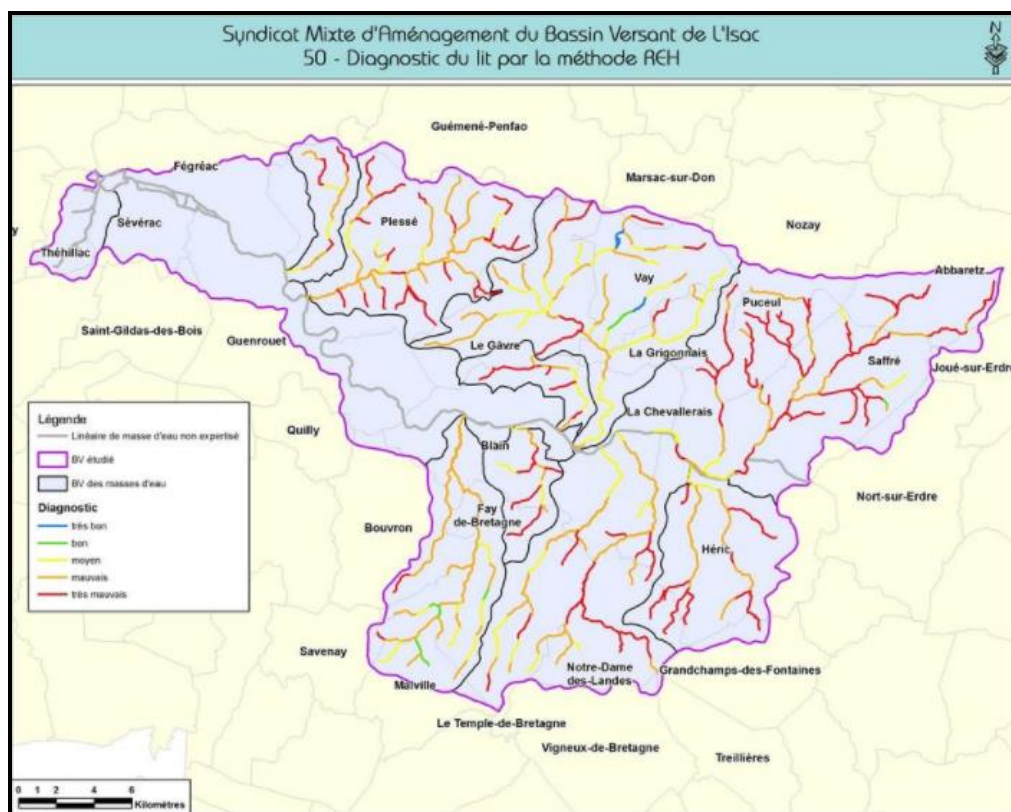 Syndicat Mixte d'Aménagement du Bassin Versant de L'Isac
50 - Diagnostic du lit par la méthode REH
N
Guémené-Penfao
Fégréac
Marsac-sur-Don
Plessé
Nozay
Sévérac
y
Théhillac
Vay
Abbaretz
Puceul
Saint-Gildas-des-Bois
Guenrouet
Le Gâvre
La Grigonnais
Saffré
Joué-sur-Erdre
La Chevallerais
Quilly
Blain
Nort-sur-Erdre
Fay
de-Bretagne
Bouvron
Héric
Savenay
Notre-Dame
des-Landes
Grandchamps-des-Fontaines
Malville
Le Temple-de-Bretagne
Vigneux-de-Bretagne
Treillières
Légende
Linéaire de masse d'eau non expertisé
BV étudié
BV des masses d'eau
Diagnostic
très bon
bon
moyen
mauvais
très mauvais
0 1 2 4 6
Kilomètres